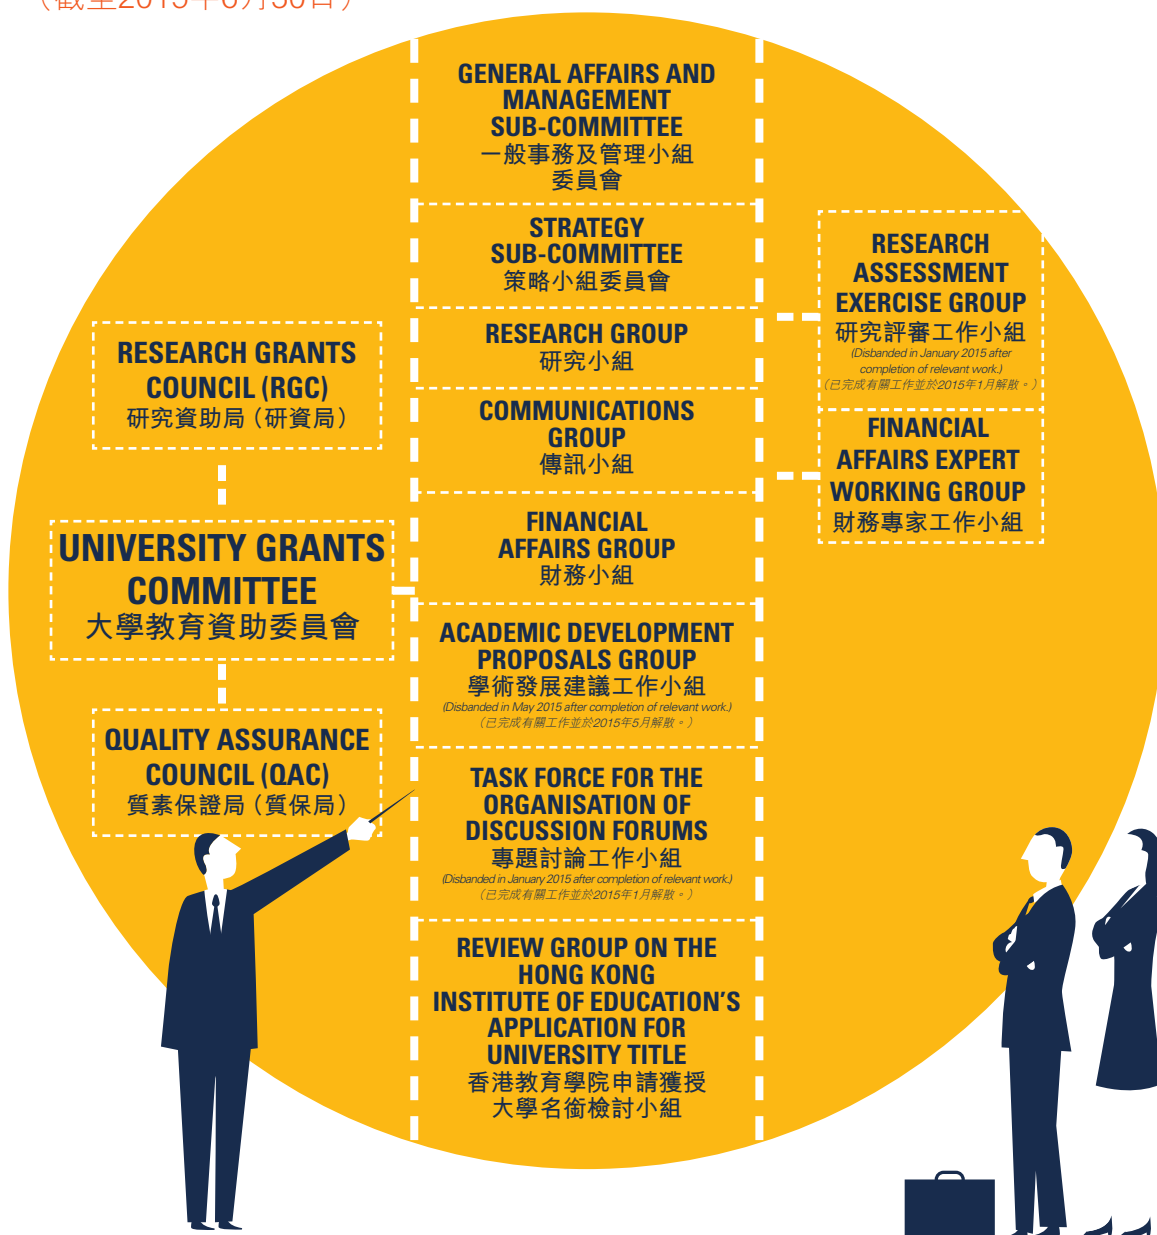 （截至2015年6月30日）
RESEARCH GRANTS
COUNCIL (RGC)
研究資助局（研資局）
UNIVERSITY GRANTS
COMMITTEE
大學教育資助委員會
QUALITY ASSURANCE
COUNCIL (QAC)
質素保證局（質保局）
GENERAL AFFAIRS AND
MANAGEMENT
SUB-COMMITTEE
一般事務及管理小組
委員會
STRATEGY
SUB-COMMITTEE
策略小組委員會
RESEARCH GROUP
研究小組
COMMUNICATIONS
GROUP
傳訊小組
FINANCIAL
AFFAIRS GROUP
財務小組
ACADEMIC DEVELOPMENT
PROPOSALS GROUP
學術發展建議工作小組
(Disbanded in May 2015 after completion of relevant work.)
（已完成有關工作並於2015年5月解散。）
TASK FORCE FOR THE
ORGANISATION OF
DISCUSSION FORUMS
專題討論工作小組
(Disbanded in January 2015 after completion of relevant work.)
（已完成有關工作並於2015年1月解散。）
REVIEW GROUP ON THE
HONG KONG
INSTITUTE OF EDUCATION'S
APPLICATION FOR
UNIVERSITY TITLE
香港教育學院申請獲授
大學名銜檢討小組
RESEARCH
ASSESSMENT
EXERCISE GROUP
研究評審工作小組
(Disbanded in January 2015 after
completion of relevant work.)
（已完成有關工作並於2015年1月解散。）
FINANCIAL
AFFAIRS EXPERT
WORKING GROUP
財務專家工作小組